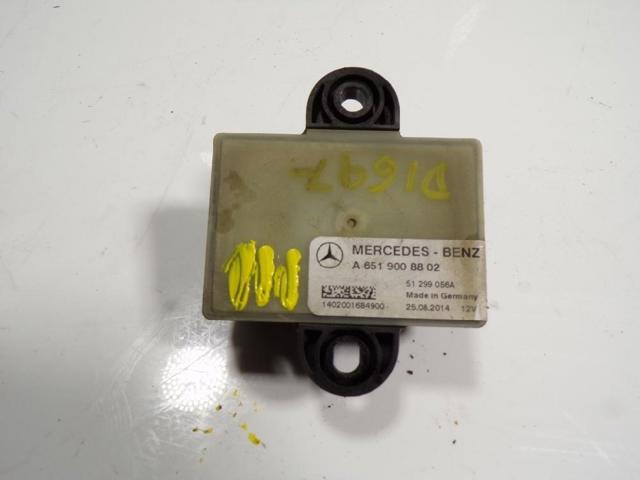 D1697
MERCEDES - BENZ
A 651 900 88 02
51 299 056A
Made in Germany
1402001684900
25.08.2014 12V